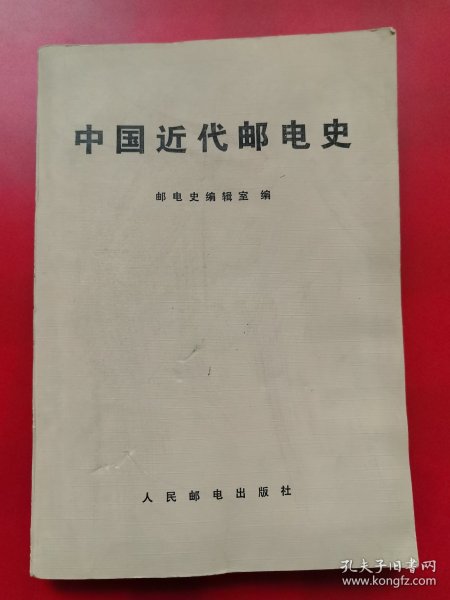 中国近代邮电史
邮电史编辑室 编
人民邮电出版社
孔夫子旧书网
www.kongfz.com